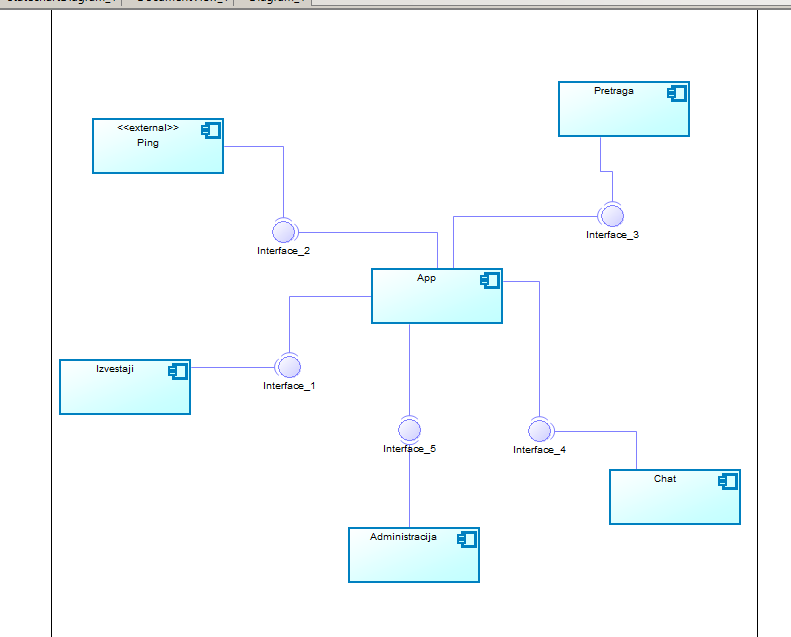 Pretraga
<<external>>
Ping
Interface_3
Interface_2
App
Izvestaji
Interface_1
Interface_5
Interface_4
Chat
Administracija